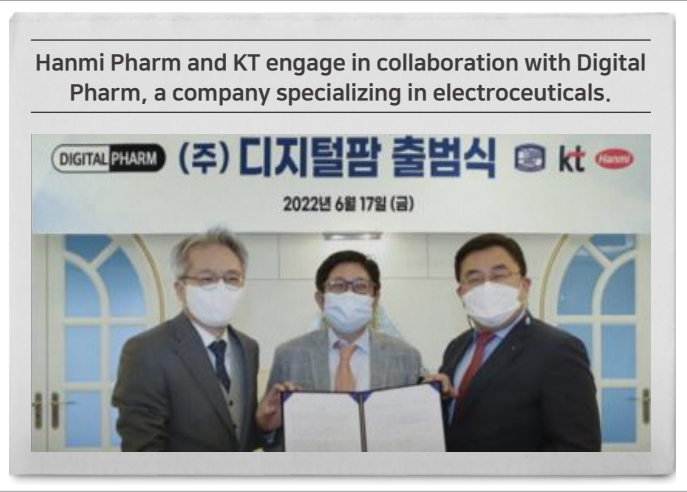 Hanmi Pharm and KT engage in collaboration with Digital
Pharm, a company specializing in electroceuticals.
DIGITAL PHARM (주) 디지털팜 출범식 kt Hanmi
2022년 6월 17일 (금)